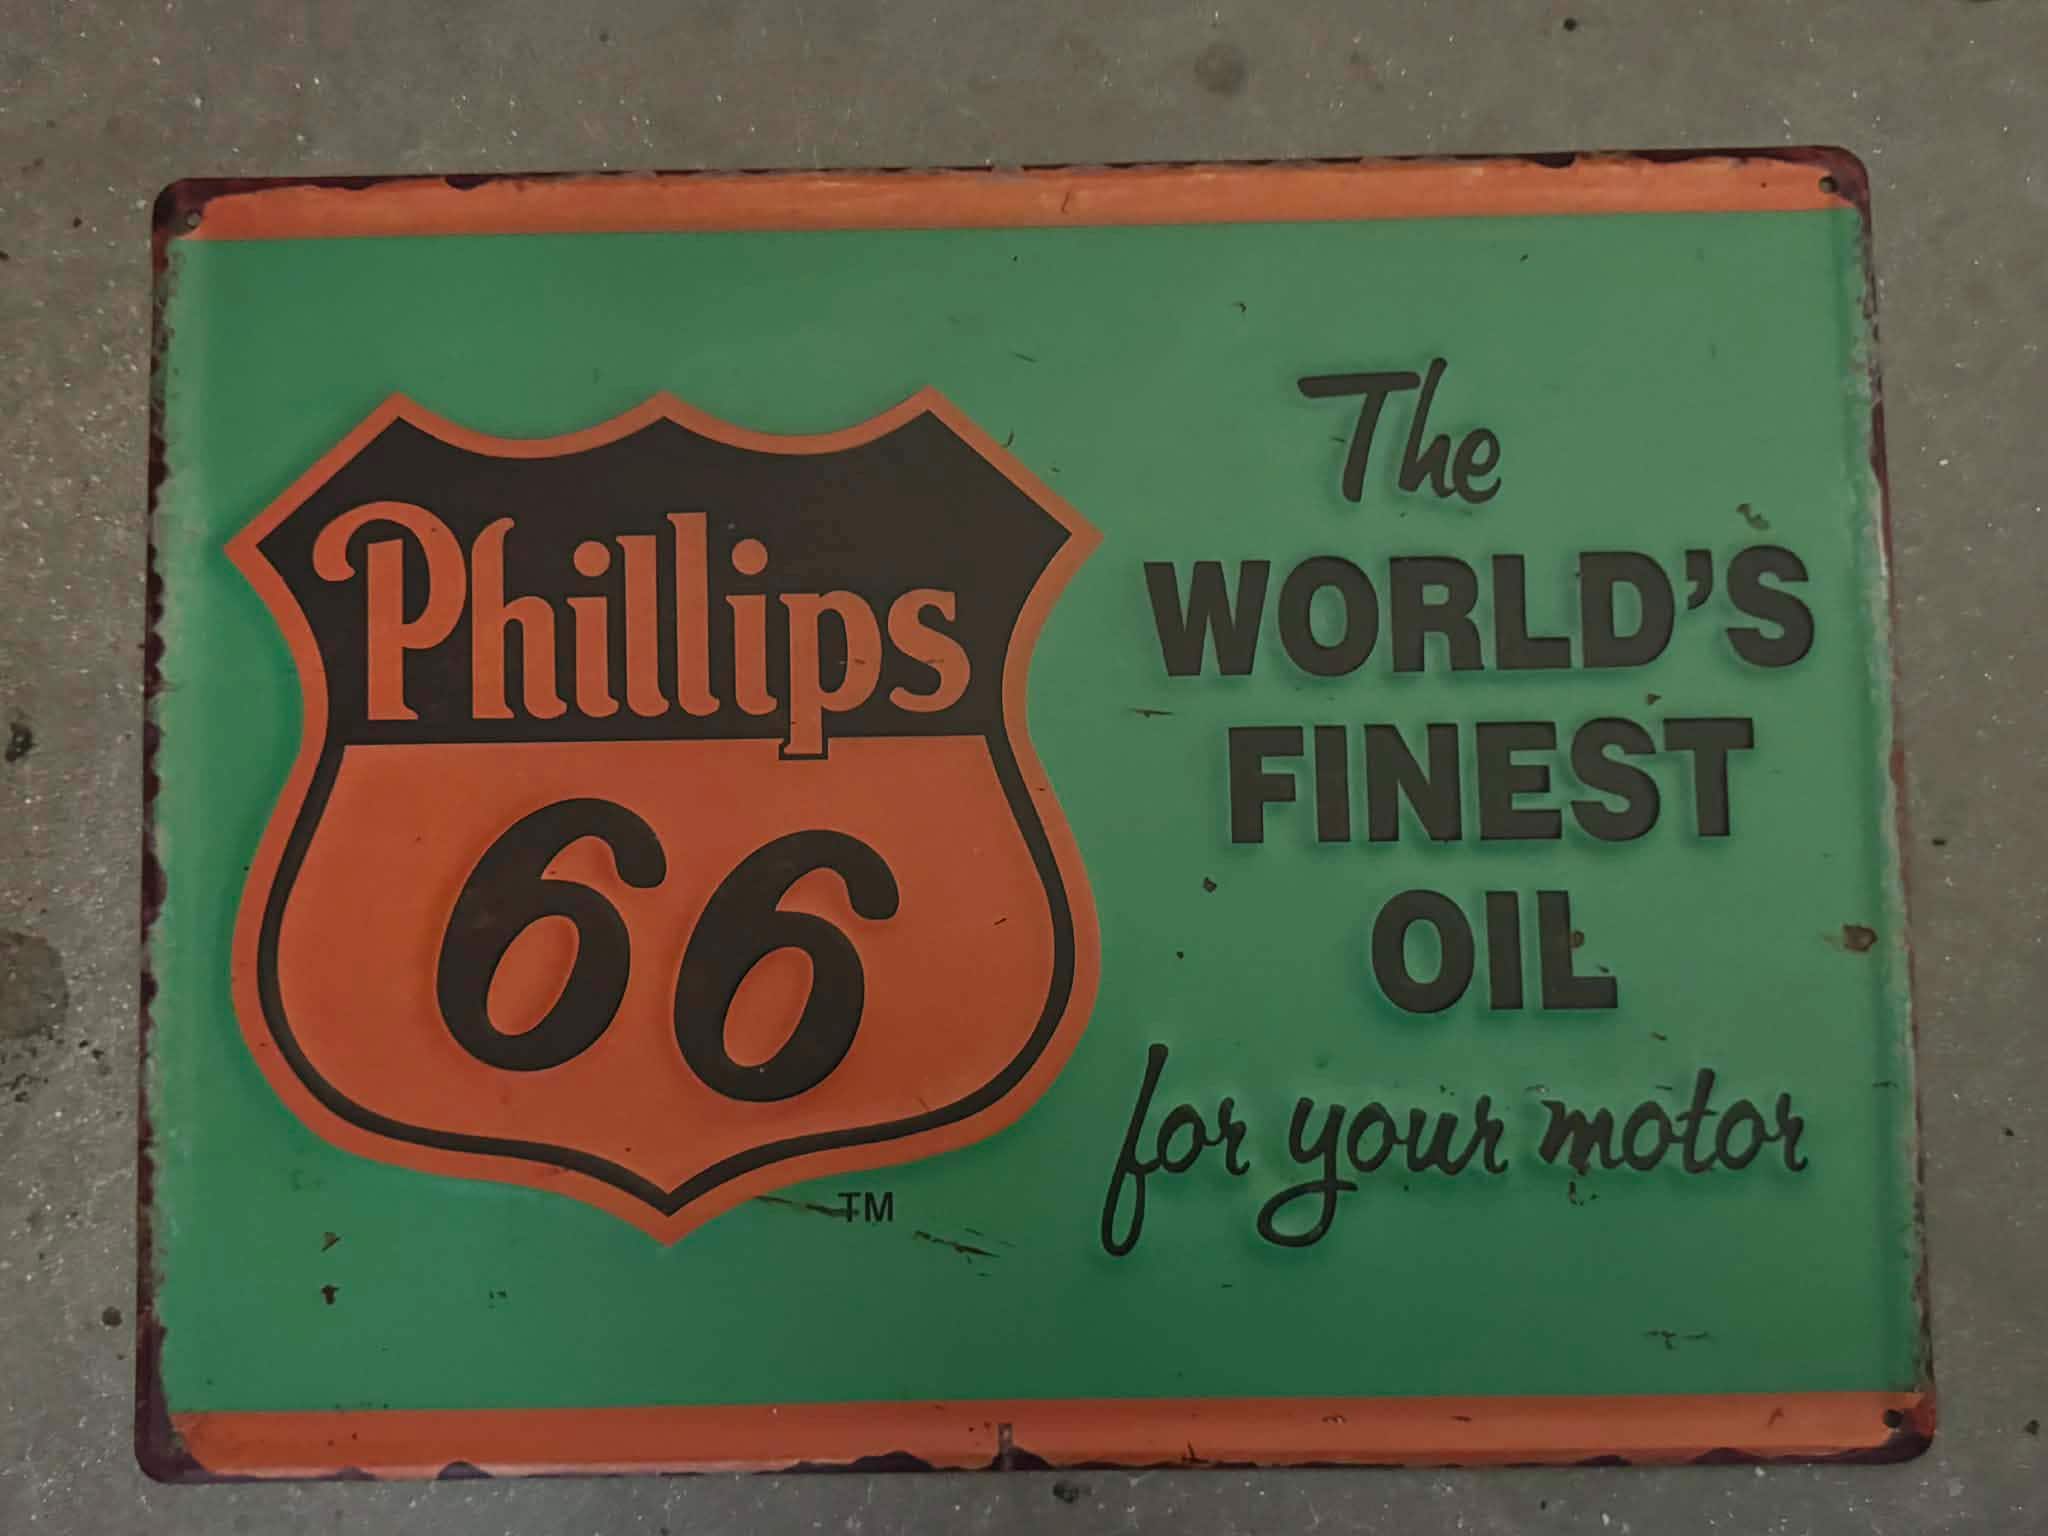 Phillips
66
TM
The
WORLD'S
FINEST
OIL
for your motor